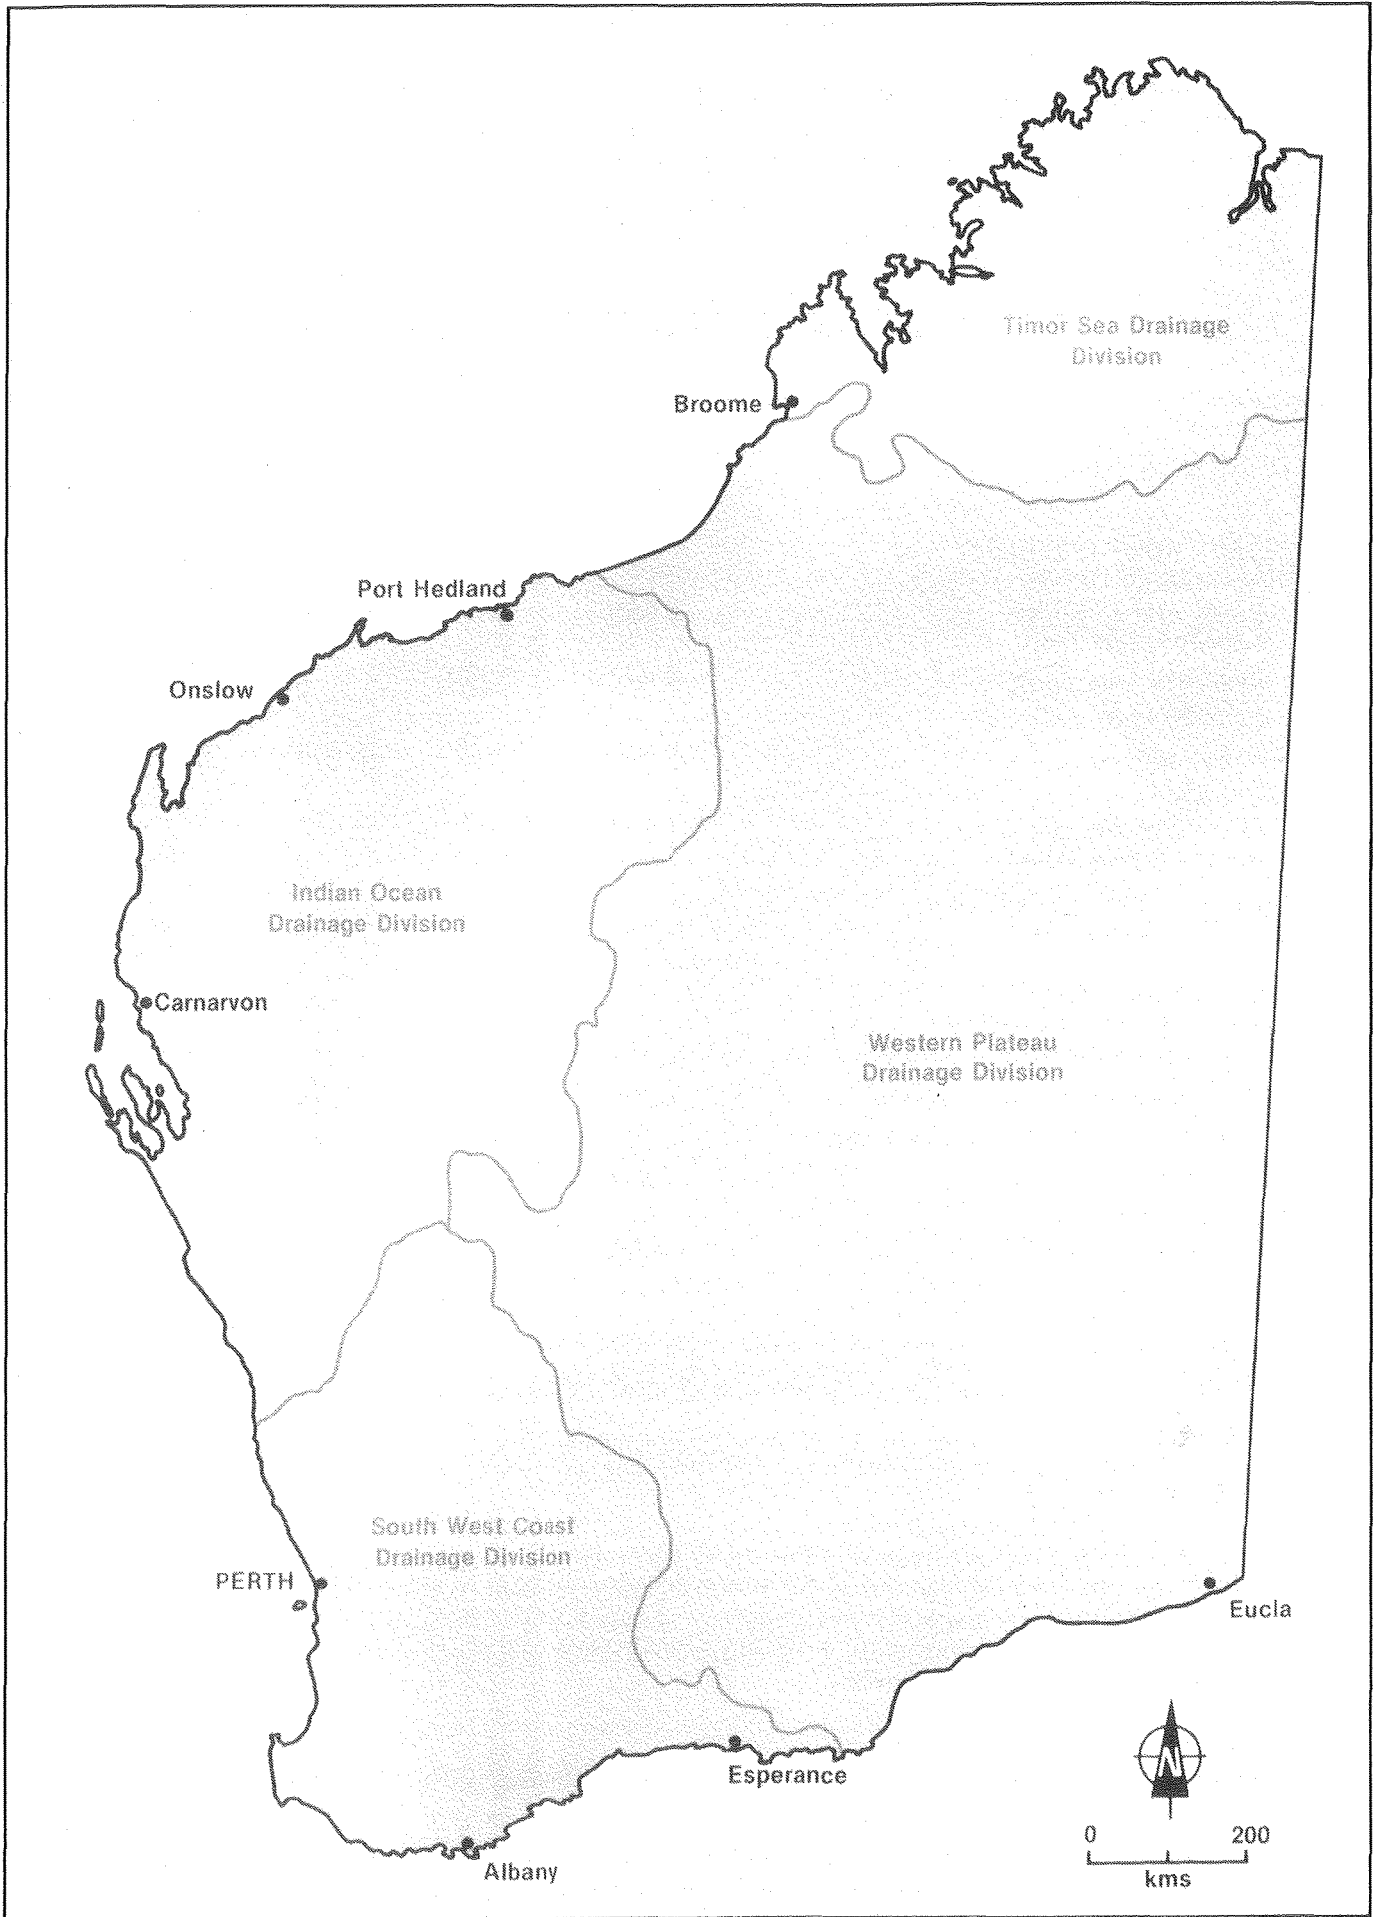 Timor Sea Drainage
Division
Broome
Port Hedland
Onslow
Indian Ocean
Drainage Division
Carnarvon
Western Plateau
Drainage Division
South West Coast
Drainage Division
PERTH
Eucla
Esperance
N
0 200
kms
Albany